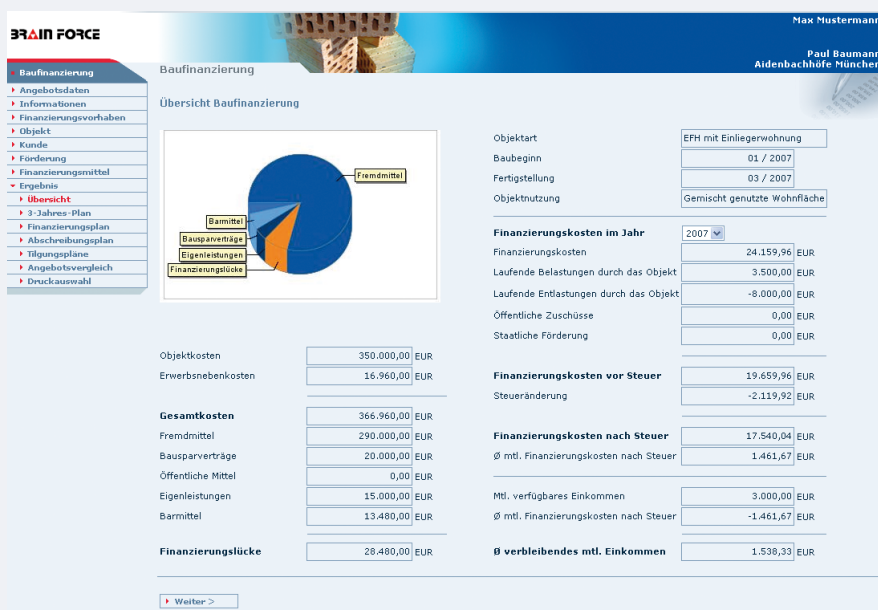 BRAIN FORCE
Max Mustermann
Paul Baumann
Aidenbachhöfe München
Baufinanzierung
Angebotsdaten
Informationen
Finanzierungsvorhaben
Objekt
Kunde
Förderung
Finanzierungsmittel
Ergebnis
Übersicht
3-Jahres-Plan
Finanzierungsplan
Abschreibungsplan
Tilgungspläne
Angebotsvergleich
Druckauswahl
Baufinanzierung
Übersicht Baufinanzierung
Fremdmittel
Barmittel
Bausparverträge
Eigenleistungen
Finanzierungslücke
Objektkosten 350.000,00 EUR
Erwerbsnebenkosten 16.960,00 EUR
Gesamtkosten 366.960,00 EUR
Fremdmittel 290.000,00 EUR
Bausparverträge 20.000,00 EUR
Öffentliche Mittel 0,00 EUR
Eigenleistungen 15.000,00 EUR
Barmittel 13.480,00 EUR
Finanzierungslücke 28.480,00 EUR
Objektart EFH mit Einliegerwohnung
Baubeginn 01 / 2007
Fertigstellung 03 / 2007
Objektnutzung Gemischt genutzte Wohnfläche
Finanzierungskosten im Jahr 2007
Finanzierungskosten 24.159,96 EUR
Laufende Belastungen durch das Objekt 3.500,00 EUR
Laufende Entlastungen durch das Objekt -8.000,00 EUR
Öffentliche Zuschüsse 0,00 EUR
Staatliche Förderung 0,00 EUR
Finanzierungskosten vor Steuer 19.659,96 EUR
Steueränderung -2.119,92 EUR
Finanzierungskosten nach Steuer 17.540,04 EUR
Ø mtl. Finanzierungskosten nach Steuer 1.461,67 EUR
Mtl. verfügbares Einkommen 3.000,00 EUR
Ø mtl. Finanzierungskosten nach Steuer -1.461,67 EUR
Ø verbleibendes mtl. Einkommen 1.538,33 EUR
Weiter >